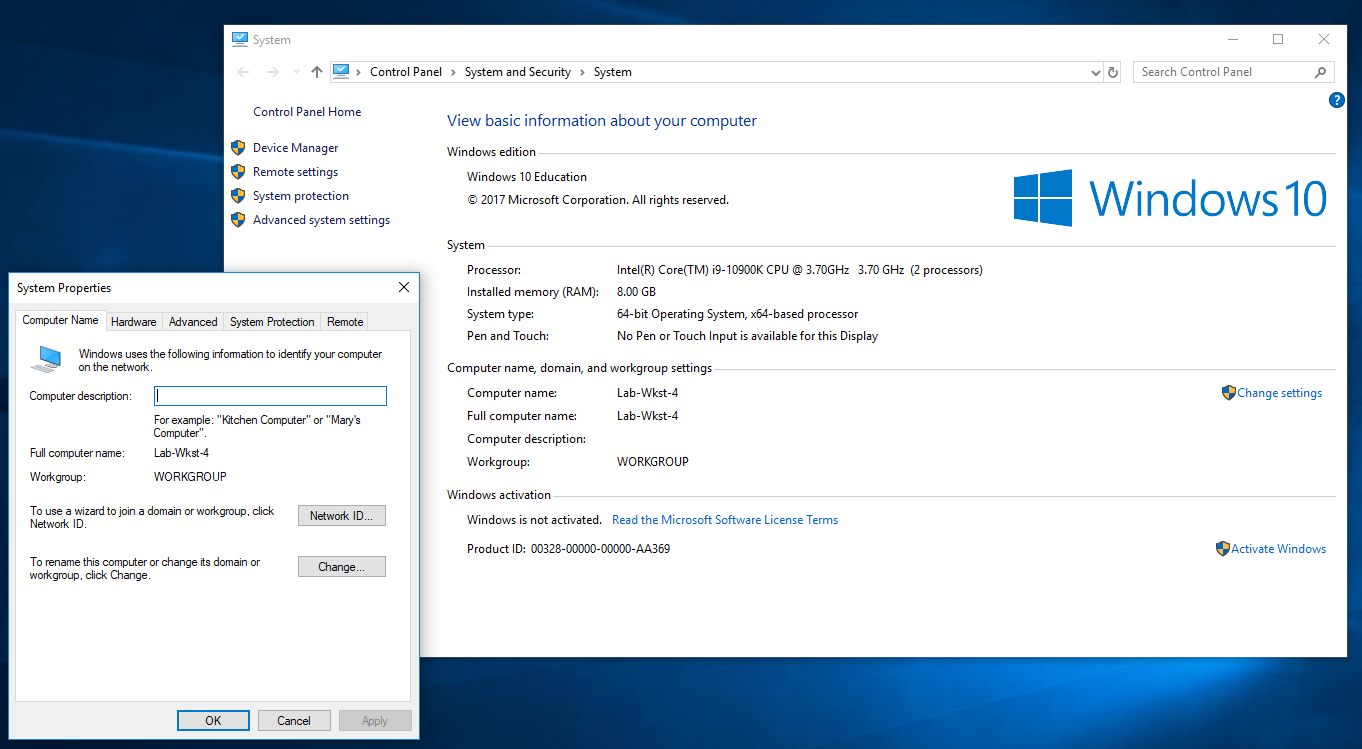 System
Control Panel > System and Security > System
Search Control Panel
?
Control Panel Home
Device Manager
Remote settings
System protection
Advanced system settings
View basic information about your computer
Windows edition
Windows 10 Education
© 2017 Microsoft Corporation. All rights reserved.
Windows 10
System
Processor: Intel(R) Core(TM) i9-10900K CPU @ 3.70GHz 3.70 GHz (2 processors)
Installed memory (RAM): 8.00 GB
System type: 64-bit Operating System, x64-based processor
Pen and Touch: No Pen or Touch Input is available for this Display
Computer name, domain, and workgroup settings
Computer name: Lab-Wkst-4
Change settings
Full computer name: Lab-Wkst-4
Computer description:
Workgroup: WORKGROUP
Windows activation
Windows is not activated. Read the Microsoft Software License Terms
Product ID: 00328-00000-00000-AA369
Activate Windows
System Properties
Computer Name Hardware Advanced System Protection Remote
Windows uses the following information to identify your computer
on the network.
Computer description:
For example: "Kitchen Computer" or "Mary's
Computer".
Full computer name: Lab-Wkst-4
Workgroup: WORKGROUP
To use a wizard to join a domain or workgroup, click
Network ID.
Network ID...
To rename this computer or change its domain or
workgroup, click Change.
Change...
OK Cancel Apply